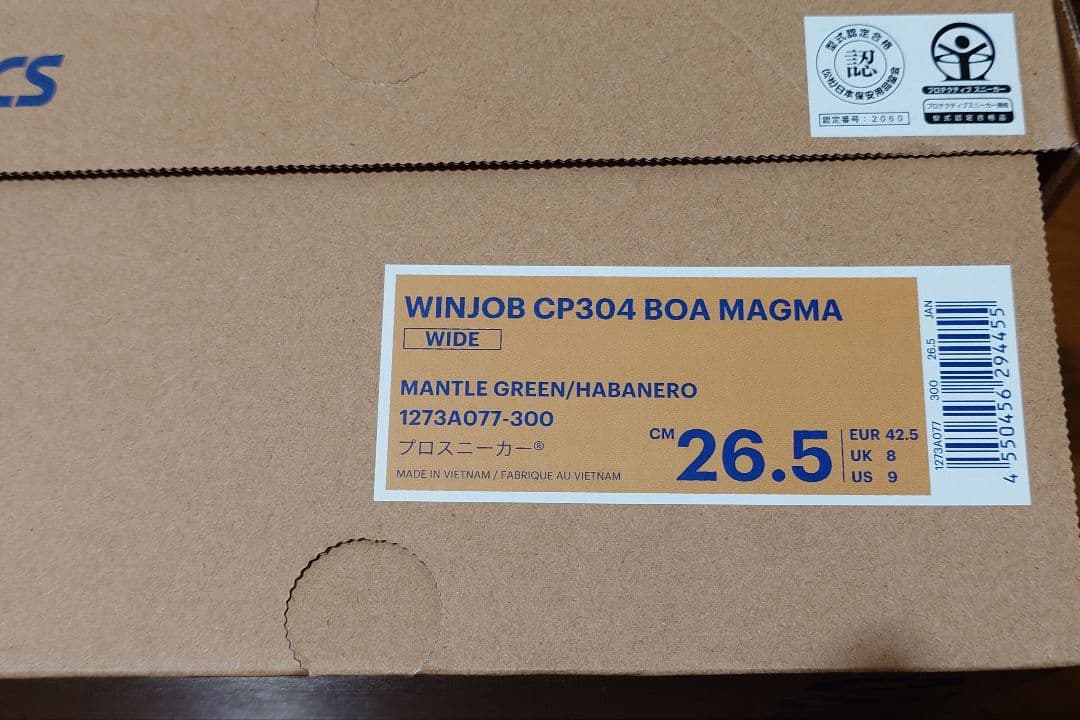 CS
型式認定合格
認
(公社)日本保安用品協会
認定番号:2060
プロテクティブ スニーカー
プロテクティブスニーカー規格
型式認定合格品
WINJOB CP304 BOA MAGMA
WIDE
MANTLE GREEN/HABANERO
1273A077-300
プロスニーカー®
MADE IN VIETNAM / FABRIQUE AU VIETNAM
CM 26.5
EUR 42.5
UK 8
US 9
1273A077 300 26.5 JAN
4 550456 294455